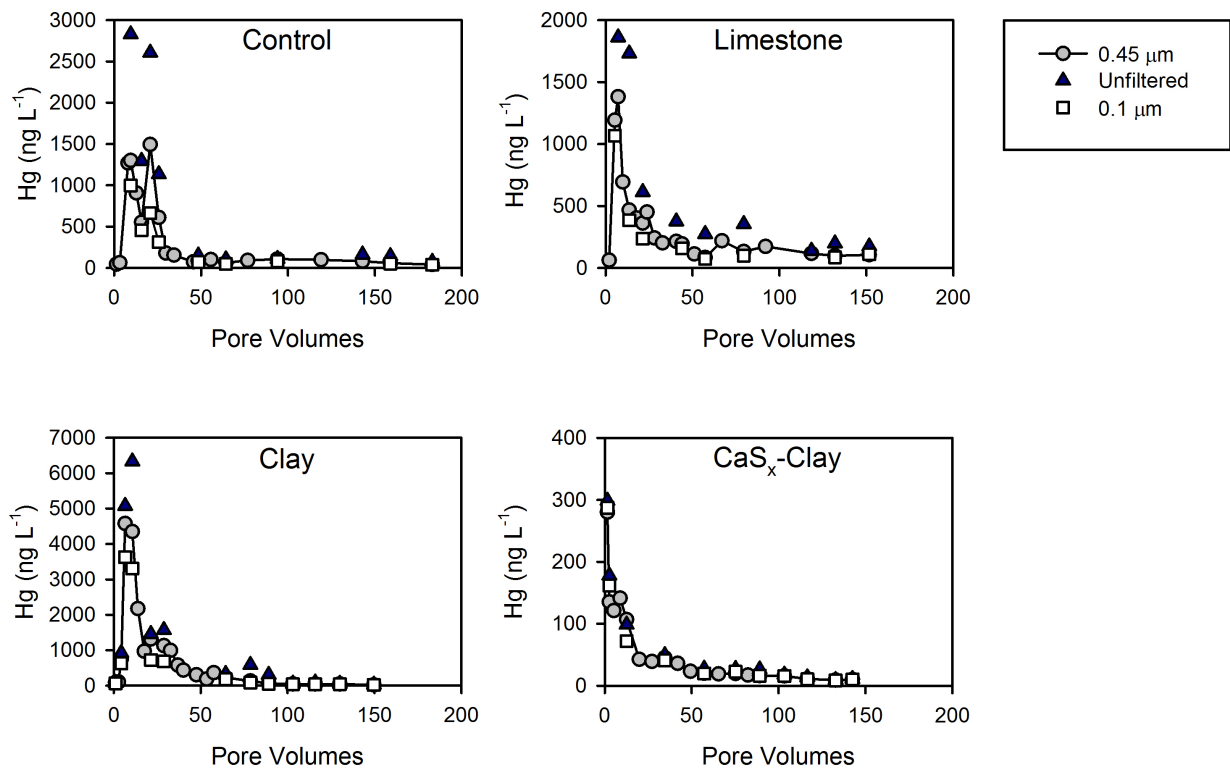 Control
3000
2500
2000
1500
1000
500
0
Hg (ng L⁻¹)
0 50 100 150 200
Pore Volumes
Limestone
2000
1500
1000
500
0
Hg (ng L⁻¹)
0 50 100 150 200
Pore Volumes
0.45 μm
Unfiltered
0.1 μm
Clay
7000
6000
5000
4000
3000
2000
1000
0
Hg (ng L⁻¹)
0 50 100 150 200
Pore Volumes
CaSₓ-Clay
400
300
200
100
0
Hg (ng L⁻¹)
0 50 100 150 200
Pore Volumes